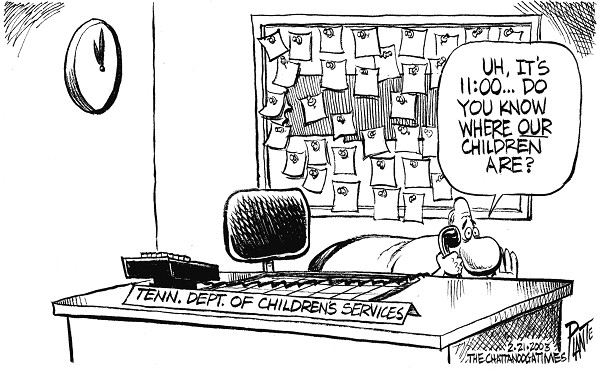 UH, IT'S
11:00... DO
YOU KNOW
WHERE OUR
CHILDREN
ARE?
TENN. DEPT. OF CHILDREN'S SERVICES
PLANTE
2-21-2003
THE CHATTANOOGA TIMES